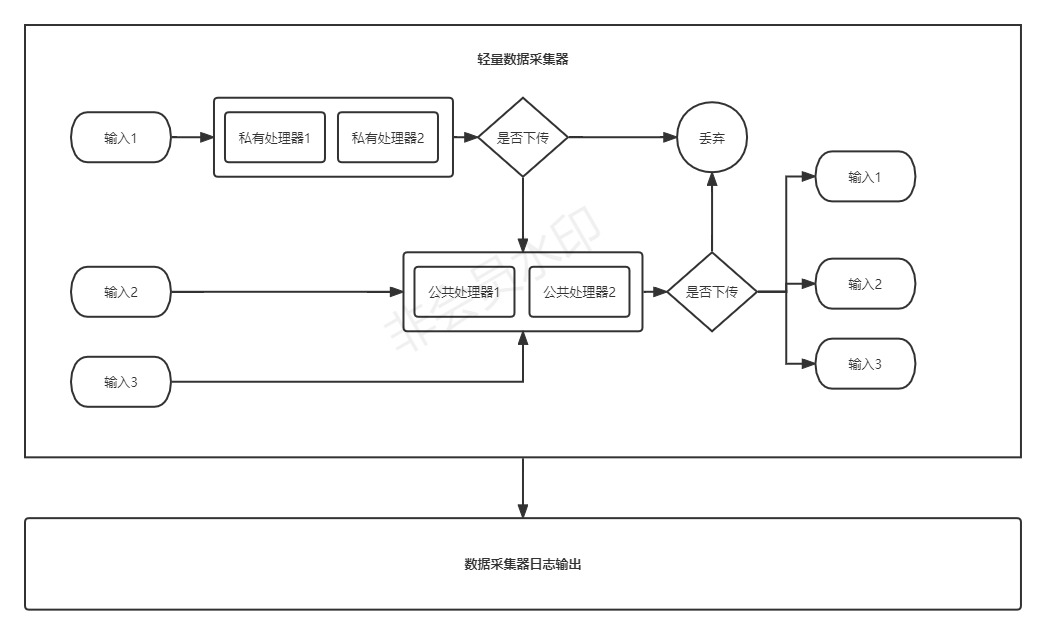 轻量数据采集器
输入1
私有处理器1
私有处理器2
是否下传
丢弃
输入1
输入2
公共处理器1
公共处理器2
是否下传
输入2
输入3
输入3
非会员水印
数据采集器日志输出